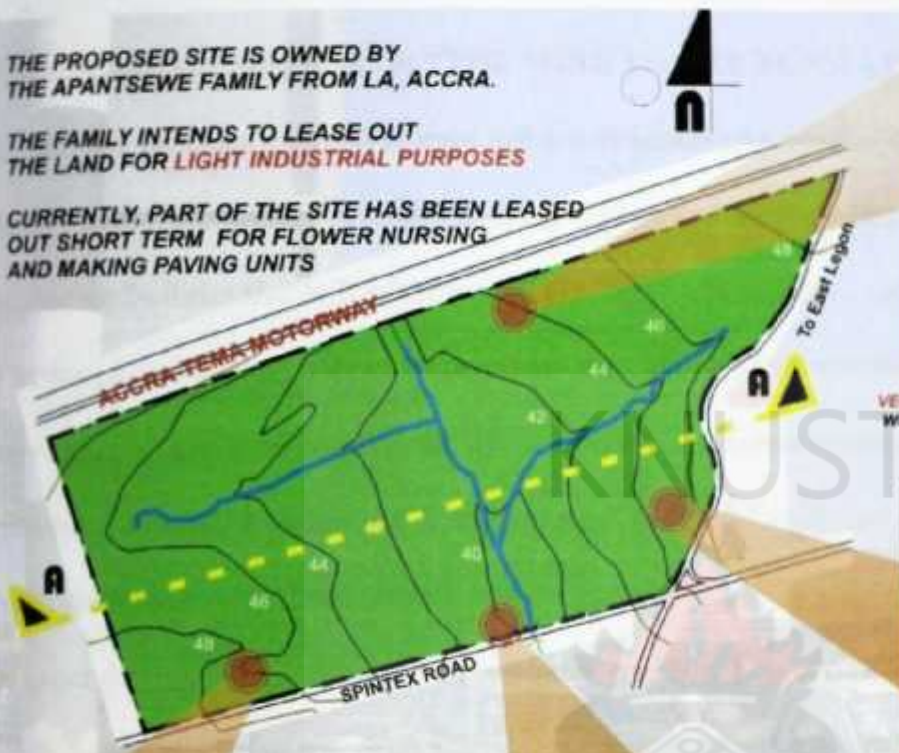 THE PROPOSED SITE IS OWNED BY
THE APANTSEWE FAMILY FROM LA, ACCRA.
THE FAMILY INTENDS TO LEASE OUT
THE LAND FOR LIGHT INDUSTRIAL PURPOSES
CURRENTLY, PART OF THE SITE HAS BEEN LEASED
OUT SHORT TERM FOR FLOWER NURSING
AND MAKING PAVING UNITS
n
ACCRA-TEMA MOTORWAY
To East Legon
48
46
44
42
A
KNUST
40
44
A
46
48
SPINTEX ROAD